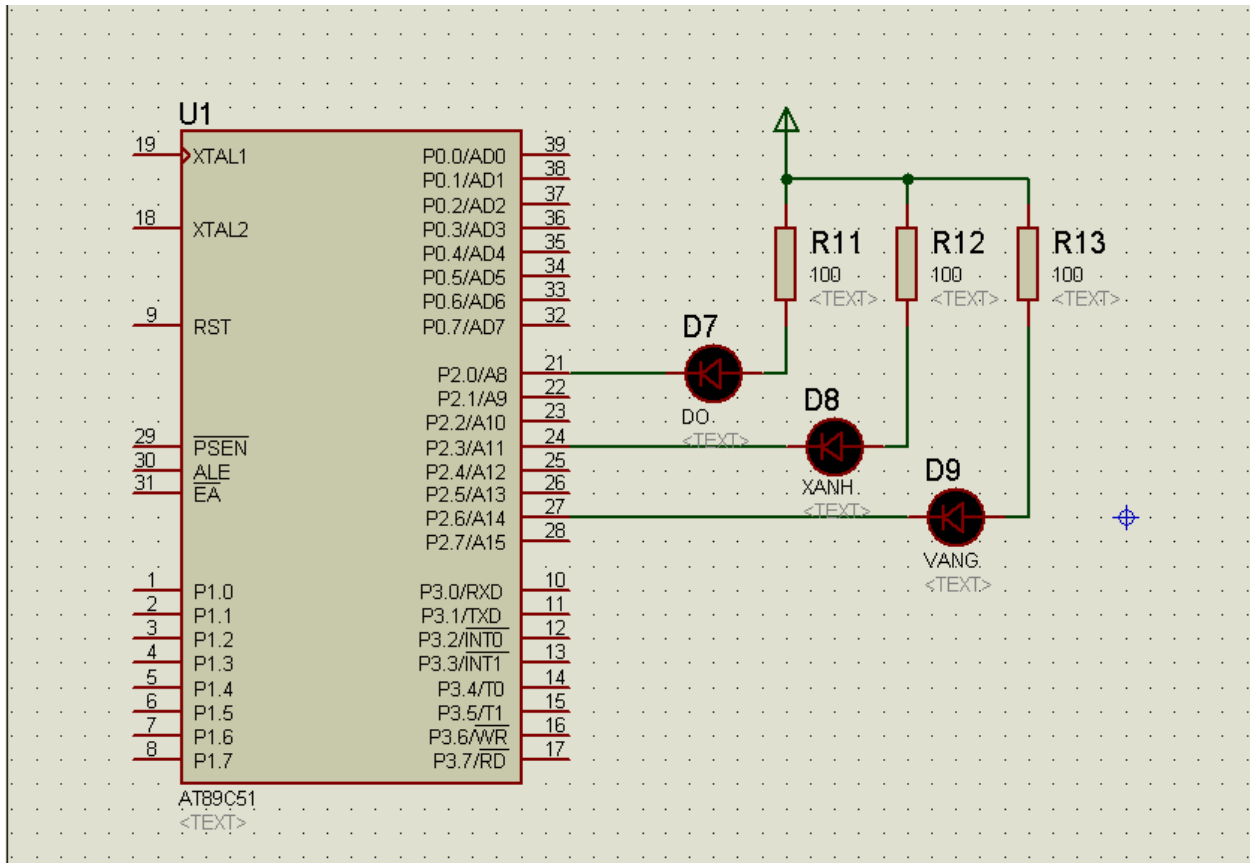 U1
19 XTAL1
18 XTAL2
9 RST
29 PSEN
30 ALE
31 EA
1 P1.0
2 P1.1
3 P1.2
4 P1.3
5 P1.4
6 P1.5
7 P1.6
8 P1.7
P0.0/AD0 39
P0.1/AD1 38
P0.2/AD2 37
P0.3/AD3 36
P0.4/AD4 35
P0.5/AD5 34
P0.6/AD6 33
P0.7/AD7 32
P2.0/A8 21
P2.1/A9 22
P2.2/A10 23
P2.3/A11 24
P2.4/A12 25
P2.5/A13 26
P2.6/A14 27
P2.7/A15 28
P3.0/RXD 10
P3.1/TXD 11
P3.2/INT0 12
P3.3/INT1 13
P3.4/T0 14
P3.5/T1 15
P3.6/WR 16
P3.7/RD 17
AT89C51
<TEXT>
R11
100
<TEXT>
R12
100
<TEXT>
R13
100
<TEXT>
D7
DO
<TEXT>
D8
XANH
<TEXT>
D9
VANG
<TEXT>